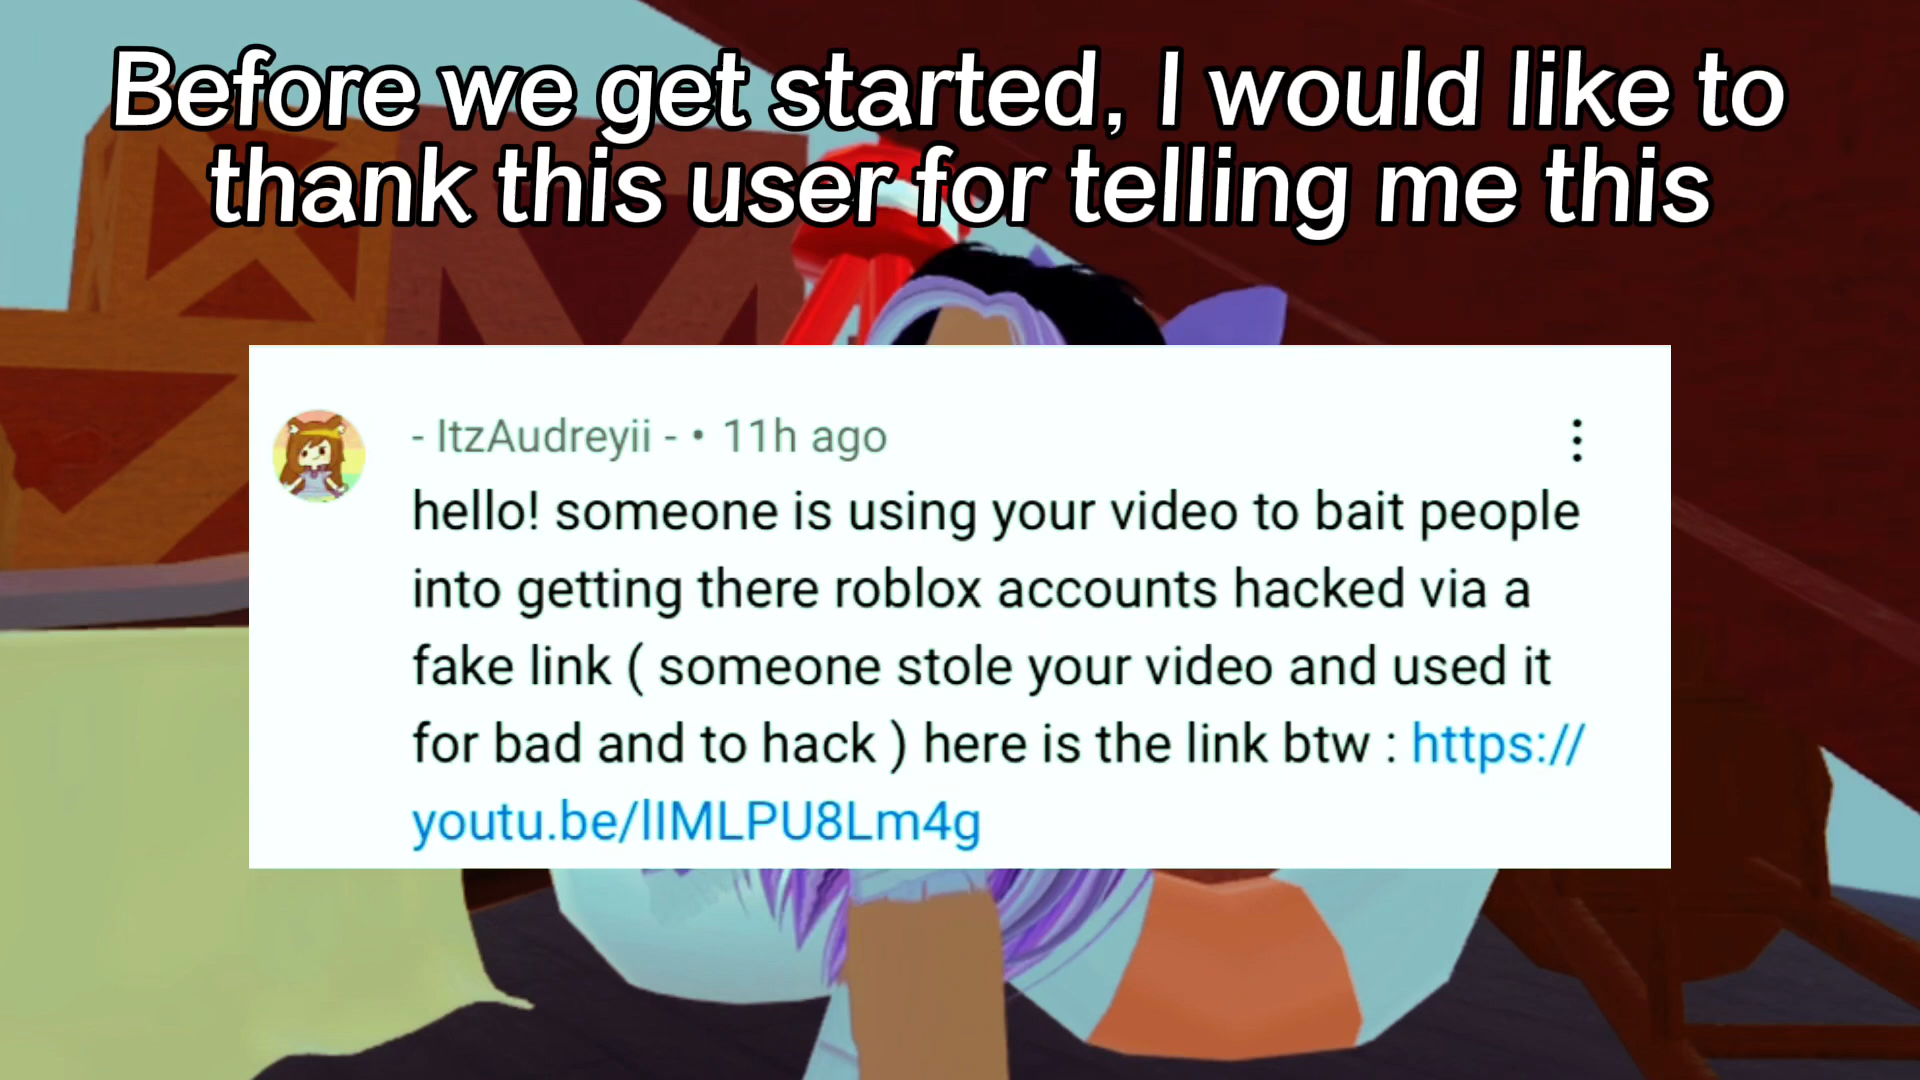 Before we get started, I would like to
thank this user for telling me this
- ItzAudreyii - • 11h ago
hello! someone is using your video to bait people
into getting there roblox accounts hacked via a
fake link ( someone stole your video and used it
for bad and to hack ) here is the link btw : https://
youtu.be/lIMLPU8Lm4g